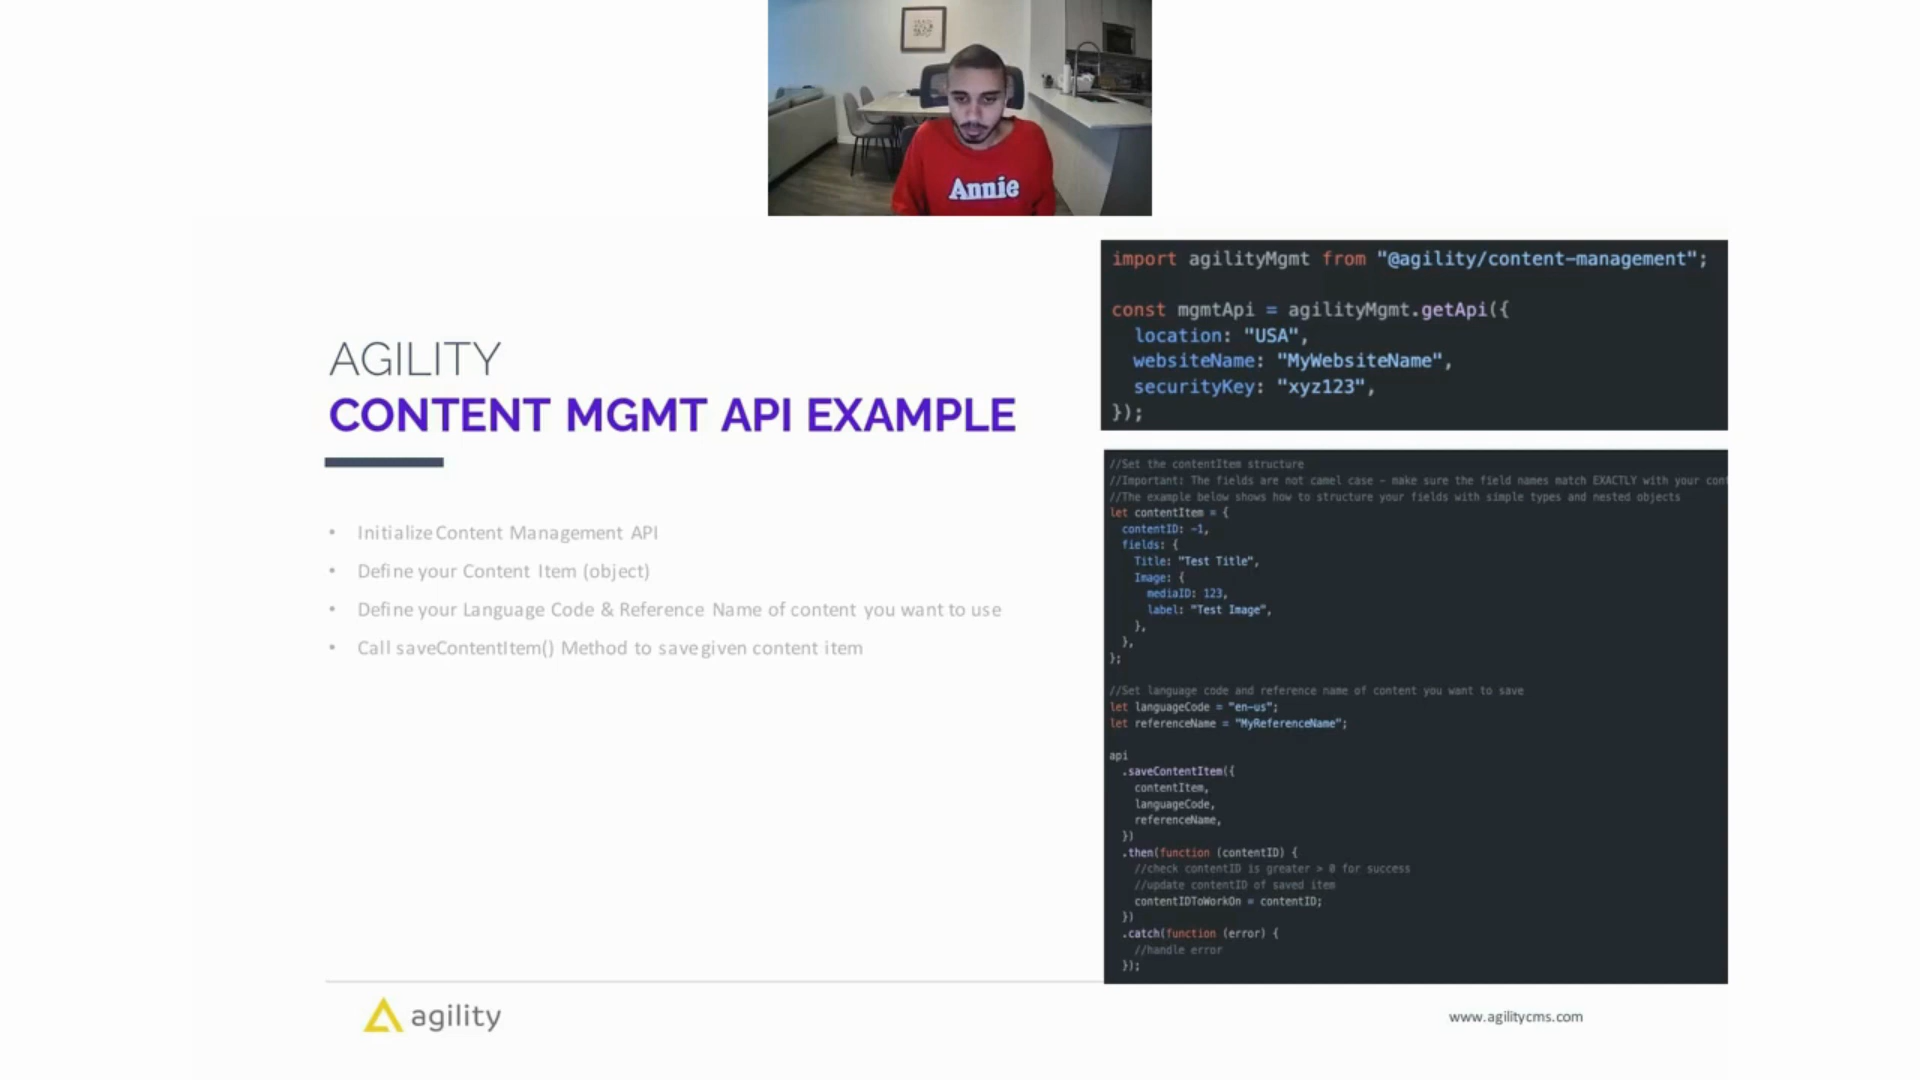 Annie
AGILITY
CONTENT MGMT API EXAMPLE
• Initialize Content Management API
• Define your Content Item (object)
• Define your Language Code & Reference Name of content you want to use
• Call saveContentItem() Method to save given content item
import agilityMgmt from "@agility/content-management";
const mgmtApi = agilityMgmt.getApi({
location: "USA",
websiteName: "MyWebsiteName",
securityKey: "xyz123",
});
//Set the contentItem structure
//Important: The fields are not camel case - make sure the field names match EXACTLY with your con
//The example below shows how to structure your fields with simple types and nested objects
let contentItem = {
contentID: -1,
fields: {
Title: "Test Title",
Image: {
mediaID: 123,
label: "Test Image",
},
},
};
//Set language code and reference name of content you want to save
let languageCode = "en-us";
let referenceName = "MyReferenceName";
api
.saveContentItem({
contentItem,
languageCode,
referenceName,
})
.then(function (contentID) {
//check contentID is greater > 0 for success
//update contentID of saved item
contentIDToWorkOn = contentID;
})
.catch(function (error) {
//handle error
});
agility
www.agilitycms.com